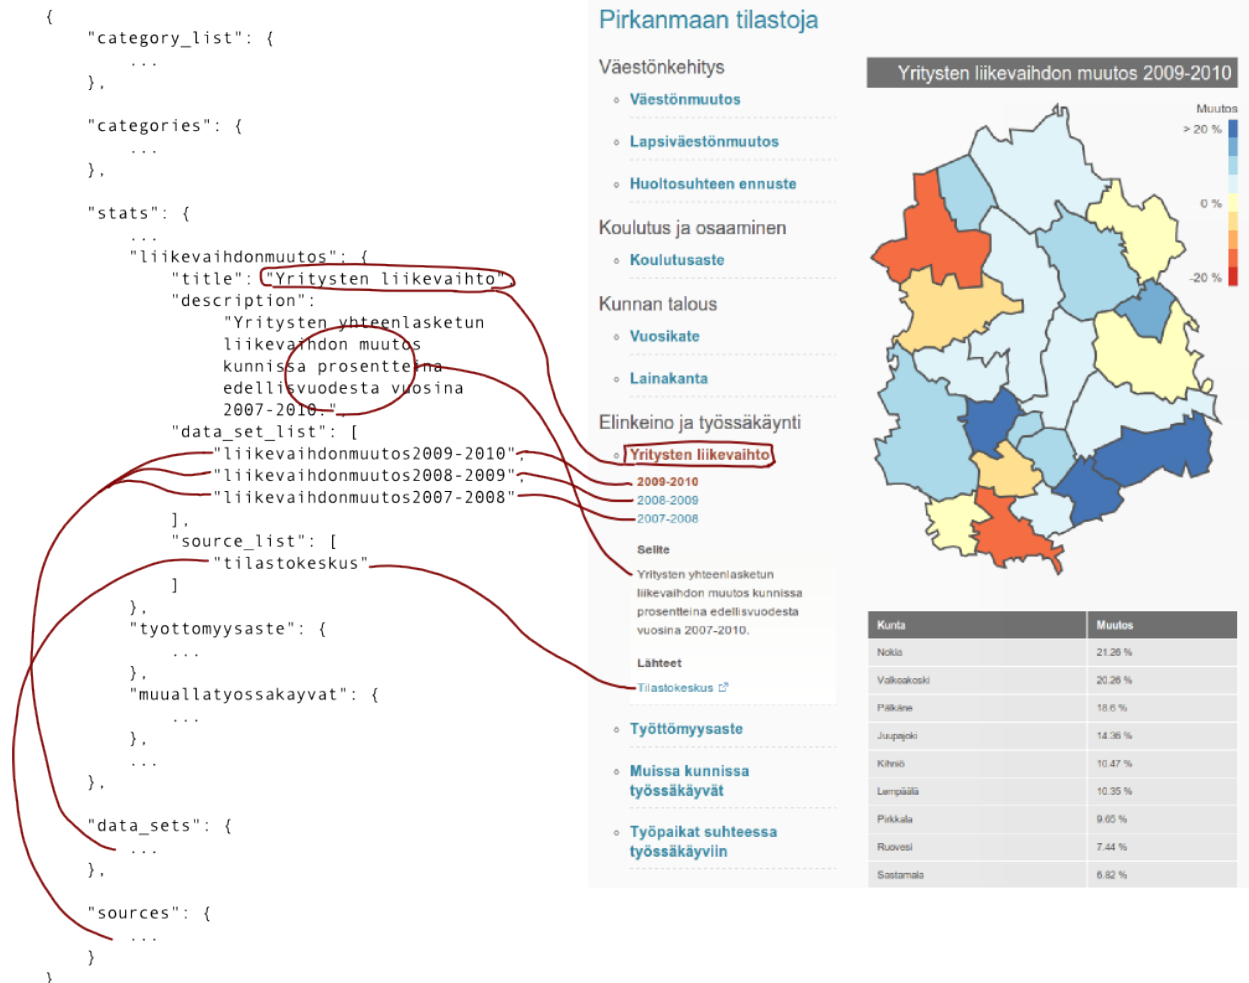 {
"category_list": {
...
},
"categories": {
...
},
"stats": {
...
"liikevaihdonmuutos": {
"title": "Yritysten liikevaihto",
"description":
"Yritysten yhteenlasketun
liikevaihdon muutos
kunnissa prosentteina
edellisvuodesta vuosina
2007-2010.",
"data_set_list": [
"liikevaihdonmuutos2009-2010",
"liikevaihdonmuutos2008-2009",
"liikevaihdonmuutos2007-2008"
],
"source_list": [
"tilastokeskus"
]
},
"tyottomyysaste": {
...
},
"muuallatyossakayvat": {
...
},
...
},
"data_sets": {
...
},
"sources": {
...
}
}
Pirkanmaan tilastoja
Väestönkehitys
Väestönmuutos
Lapsiväestönmuutos
Huoltosuhteen ennuste
Koulutus ja osaaminen
Koulutusaste
Kunnan talous
Vuosikate
Lainakanta
Elinkeino ja työssäkäynti
Yritysten liikevaihto
2009-2010
2008-2009
2007-2008
Selite
Yritysten yhteenlasketun
liikevaihdon muutos kunnissa
prosentteina edellisvuodesta
vuosina 2007-2010.
Lähteet
Tilastokeskus
Työttömyysaste
Muissa kunnissa
työssäkäyvät
Työpaikat suhteessa
työssäkäyviin
Yritysten liikevaihdon muutos 2009-2010
Muutos
> 20 %
0 %
-20 %
Kunta Muutos
Nokia 21.26 %
Valkeakoski 20.26 %
Pälkäne 18.6 %
Juupajoki 14.36 %
Kihniö 10.47 %
Lempäälä 10.35 %
Pirkkala 9.65 %
Ruovesi 7.44 %
Sastamala 6.82 %